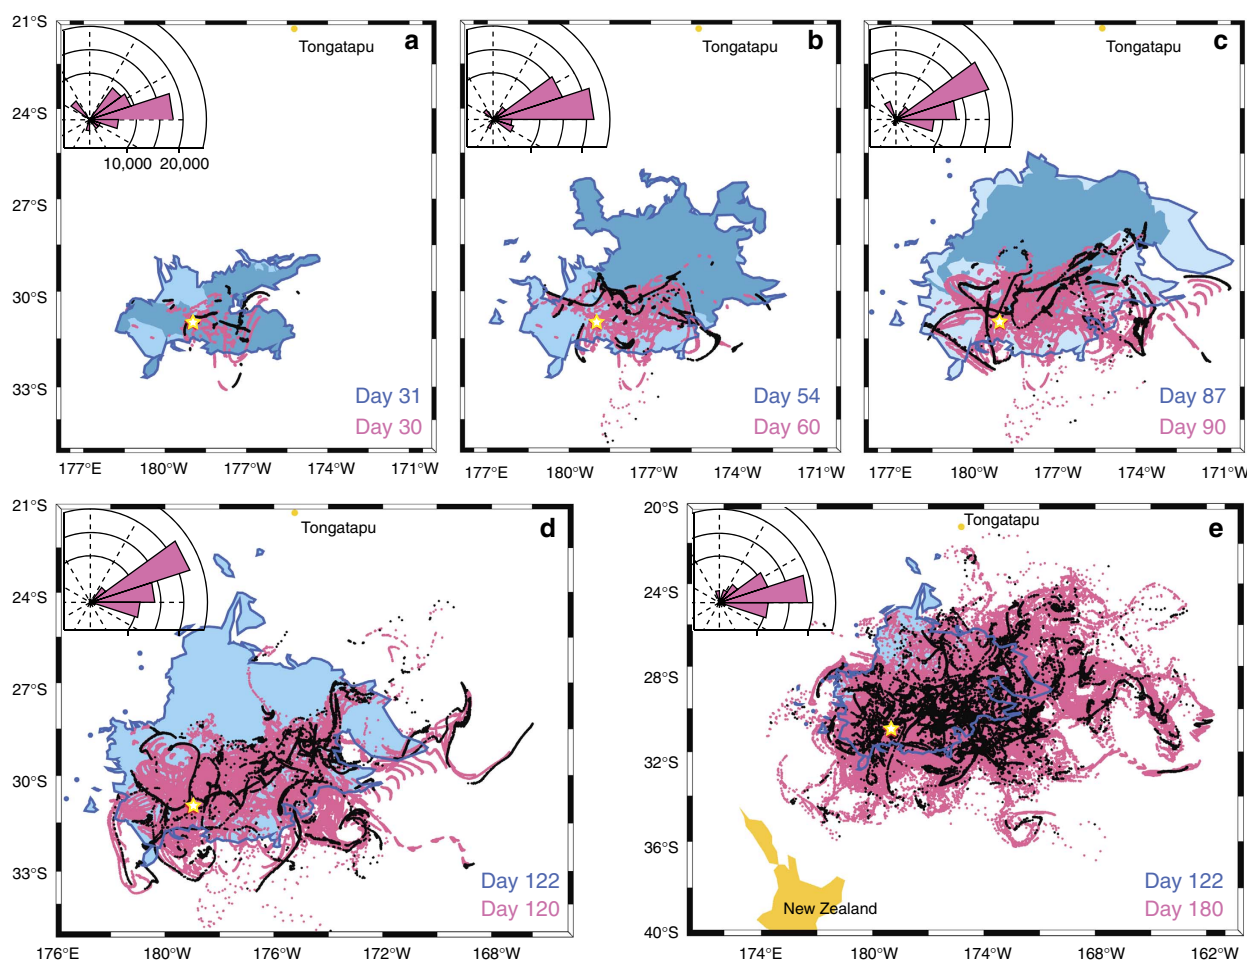 21°S
24°S
27°S
30°S
33°S
a
Tongatapu
10,000 20,000
Day 31
Day 30
177°E 180°W 177°W 174°W 171°W
b
Tongatapu
Day 54
Day 60
177°E 180°W 177°W 174°W
c
Tongatapu
Day 87
Day 90
177°E 180°W 177°W 174°W 171°W
21°S
24°S
27°S
30°S
33°S
d
Tongatapu
Day 122
Day 120
176°E 180°W 176°W 172°W 168°W
20°S
24°S
28°S
32°S
36°S
40°S
e
Tongatapu
New Zealand
Day 122
Day 180
174°E 180°W 174°W 168°W 162°W